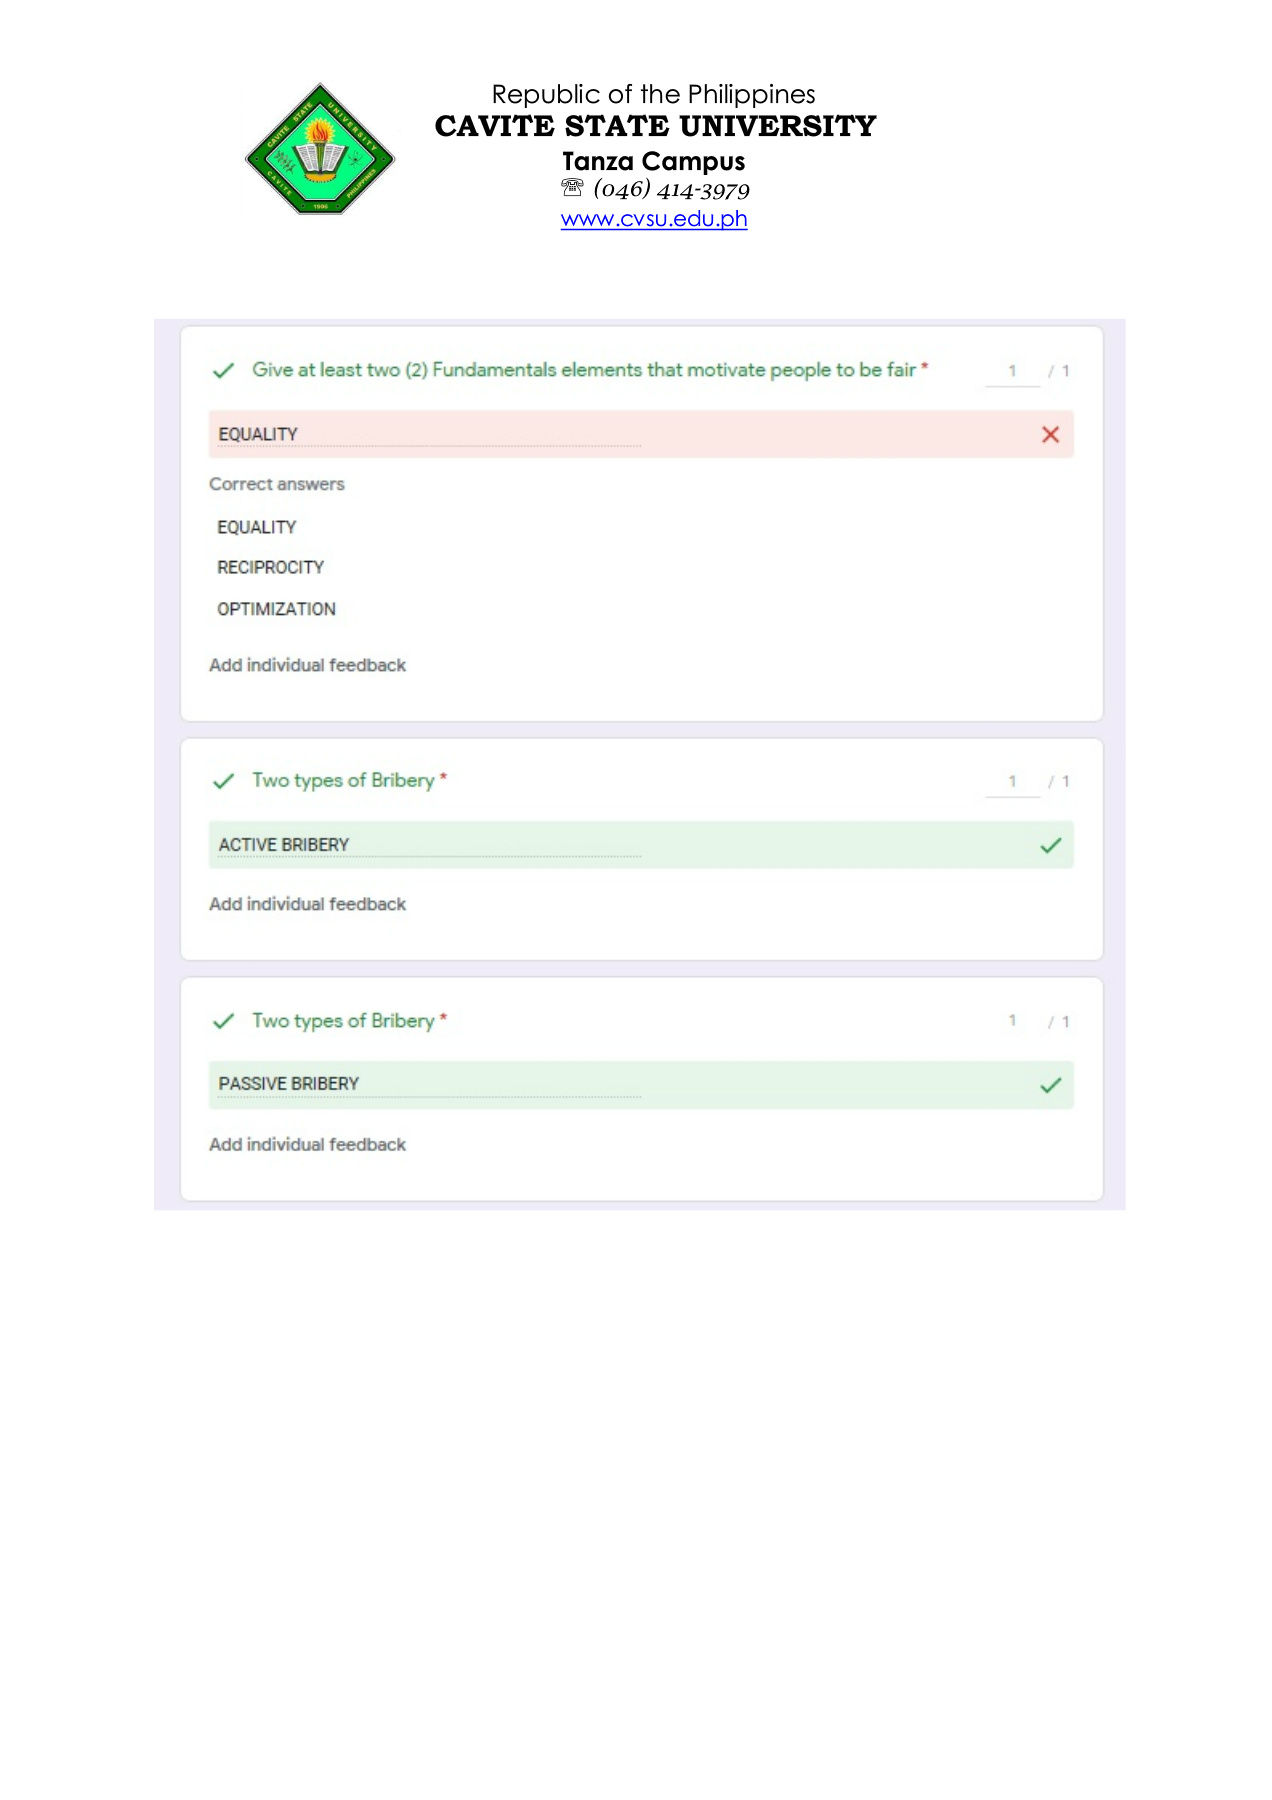 CAVITE STATE UNIVERSITY
CAVITE PHILIPPINES
1906
Republic of the Philippines
CAVITE STATE UNIVERSITY
Tanza Campus
☏ (046) 414-3979
www.cvsu.edu.ph
Give at least two (2) Fundamentals elements that motivate people to be fair * 1 / 1
EQUALITY
Correct answers
EQUALITY
RECIPROCITY
OPTIMIZATION
Add individual feedback
Two types of Bribery * 1 / 1
ACTIVE BRIBERY
Add individual feedback
Two types of Bribery * 1 / 1
PASSIVE BRIBERY
Add individual feedback